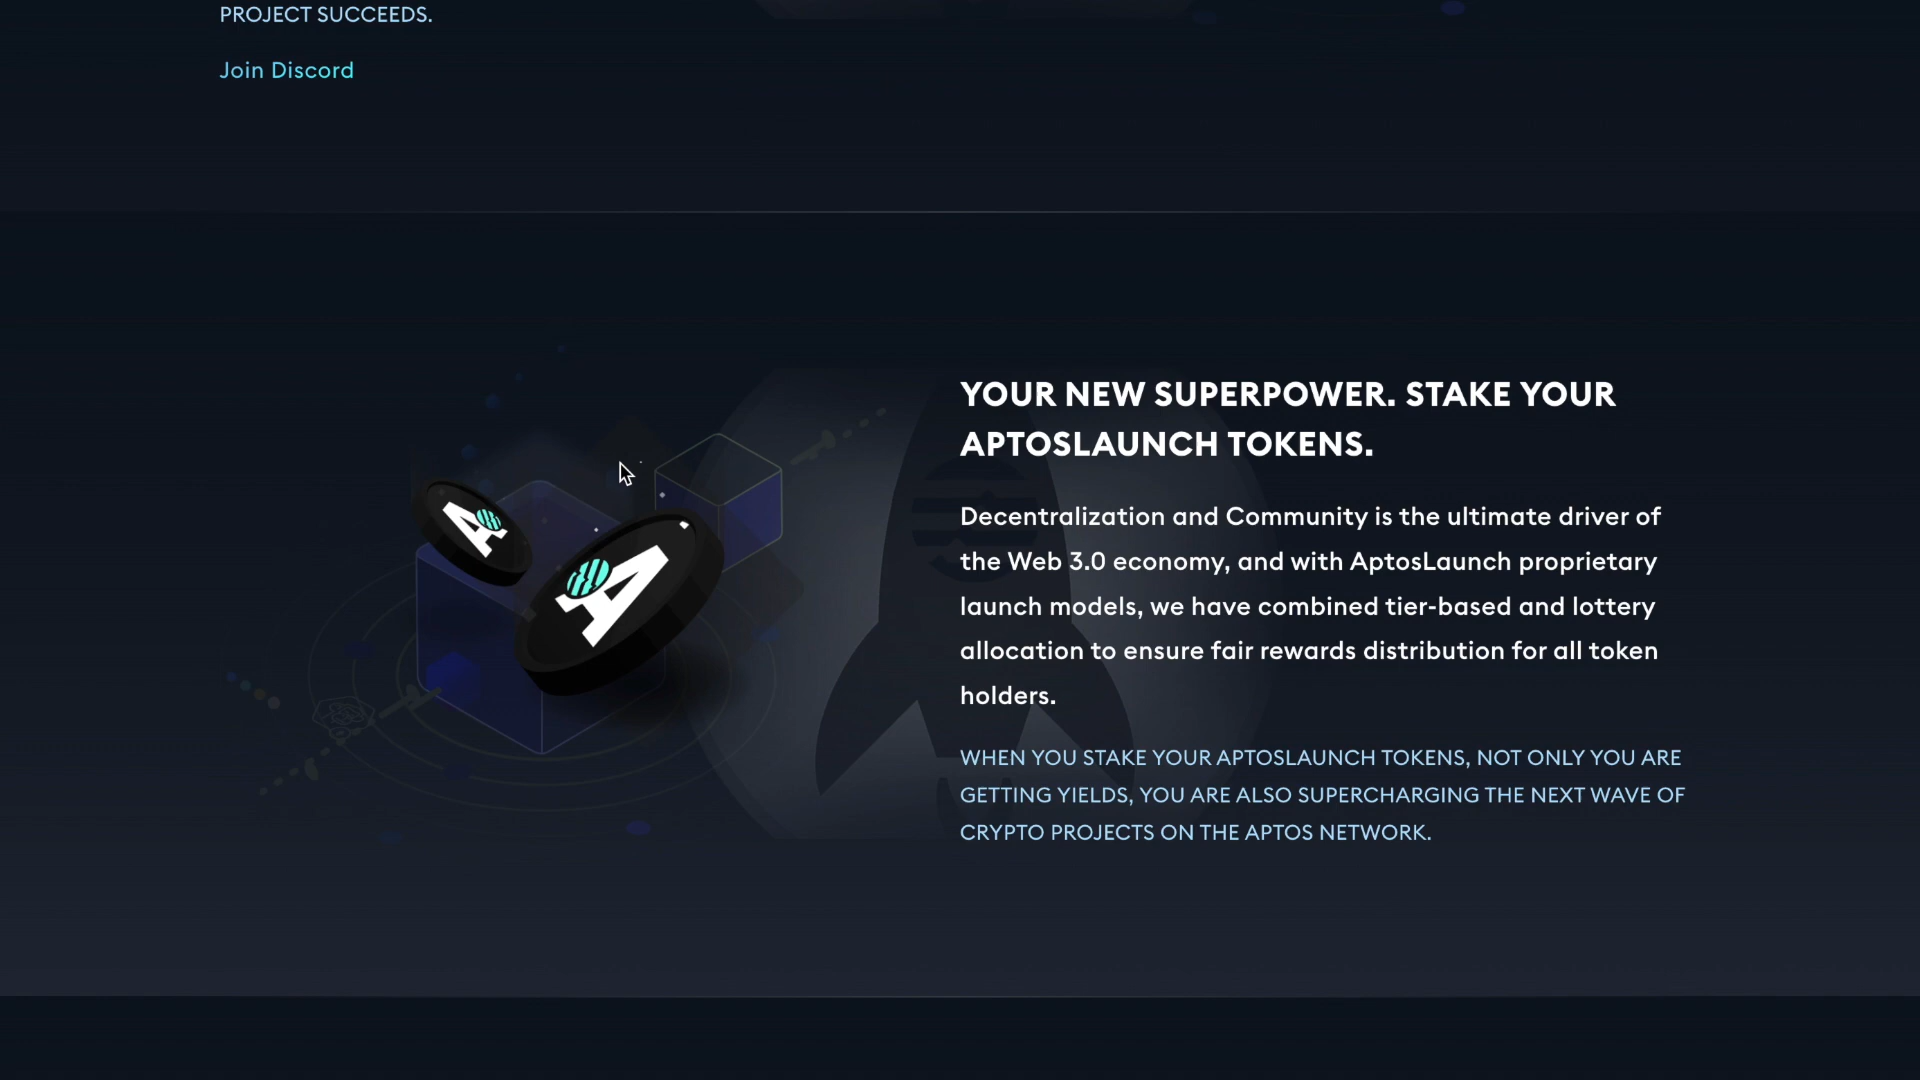 PROJECT SUCCEEDS.
Join Discord
YOUR NEW SUPERPOWER. STAKE YOUR
APTOSLAUNCH TOKENS.
Decentralization and Community is the ultimate driver of
the Web 3.0 economy, and with AptosLaunch proprietary
launch models, we have combined tier-based and lottery
allocation to ensure fair rewards distribution for all token
holders.
WHEN YOU STAKE YOUR APTOSLAUNCH TOKENS, NOT ONLY YOU ARE
GETTING YIELDS, YOU ARE ALSO SUPERCHARGING THE NEXT WAVE OF
CRYPTO PROJECTS ON THE APTOS NETWORK.
A
A